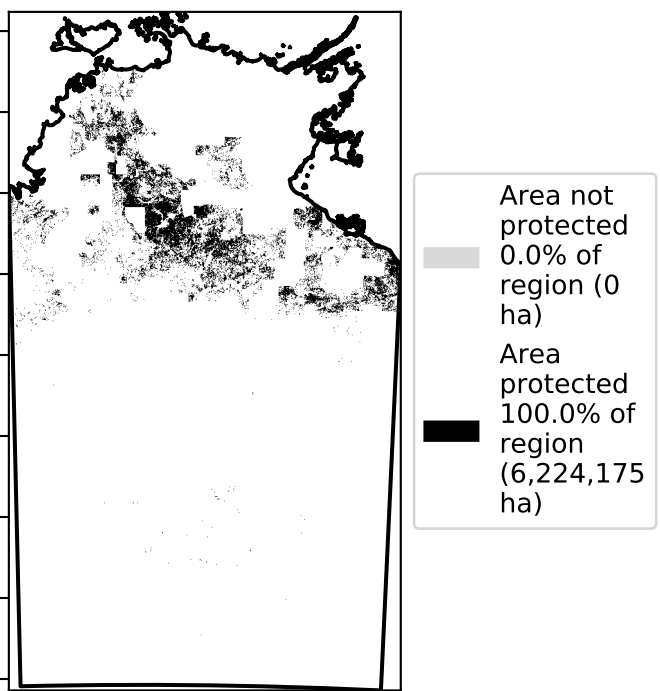 Area not
protected
0.0% of
region (0
ha)
Area
protected
100.0% of
region
(6,224,175
ha)